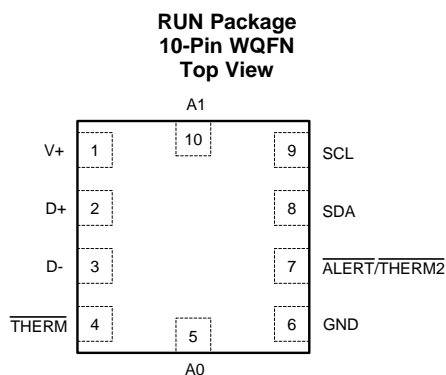 RUN Package
10-Pin WQFN
Top View
A1
10
V+ 1 9 SCL
D+ 2 8 SDA
D- 3 7 ALERT/THERM2
THERM 4 6 GND
5
A0